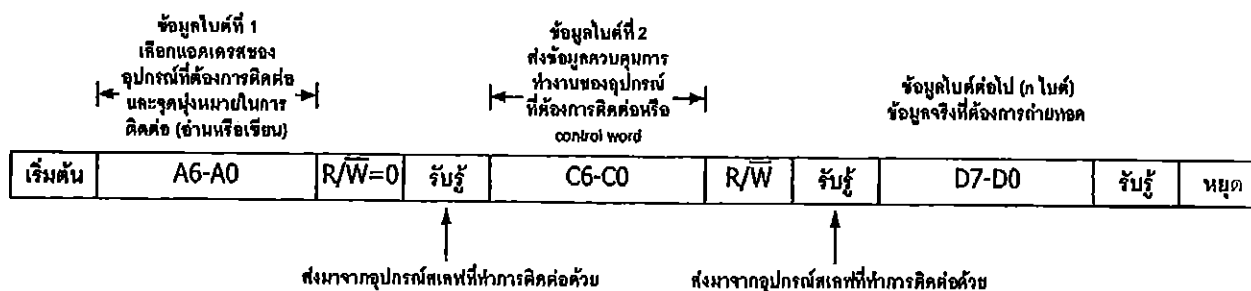 ข้อมูลไบต์ที่ 1
เลือกแอดเดรสของ
อุปกรณ์ที่ต้องการติดต่อ
และจุดมุ่งหมายในการ
ติดต่อ (อ่านหรือเขียน)
ข้อมูลไบต์ที่ 2
ส่งข้อมูลควบคุมการ
ทำงานของอุปกรณ์
ที่ต้องการติดต่อหรือ
control word
ข้อมูลไบต์ต่อไป (n ไบต์)
ข้อมูลจริงที่ต้องการถ่ายทอด
เริ่มต้น A6-A0 R/W̅=0 รับรู้ C6-C0 R/W̅ รับรู้ D7-D0 รับรู้ หยุด
ส่งมาจากอุปกรณ์สเลฟที่ทำการติดต่อด้วย ส่งมาจากอุปกรณ์สเลฟที่ทำการติดต่อด้วย